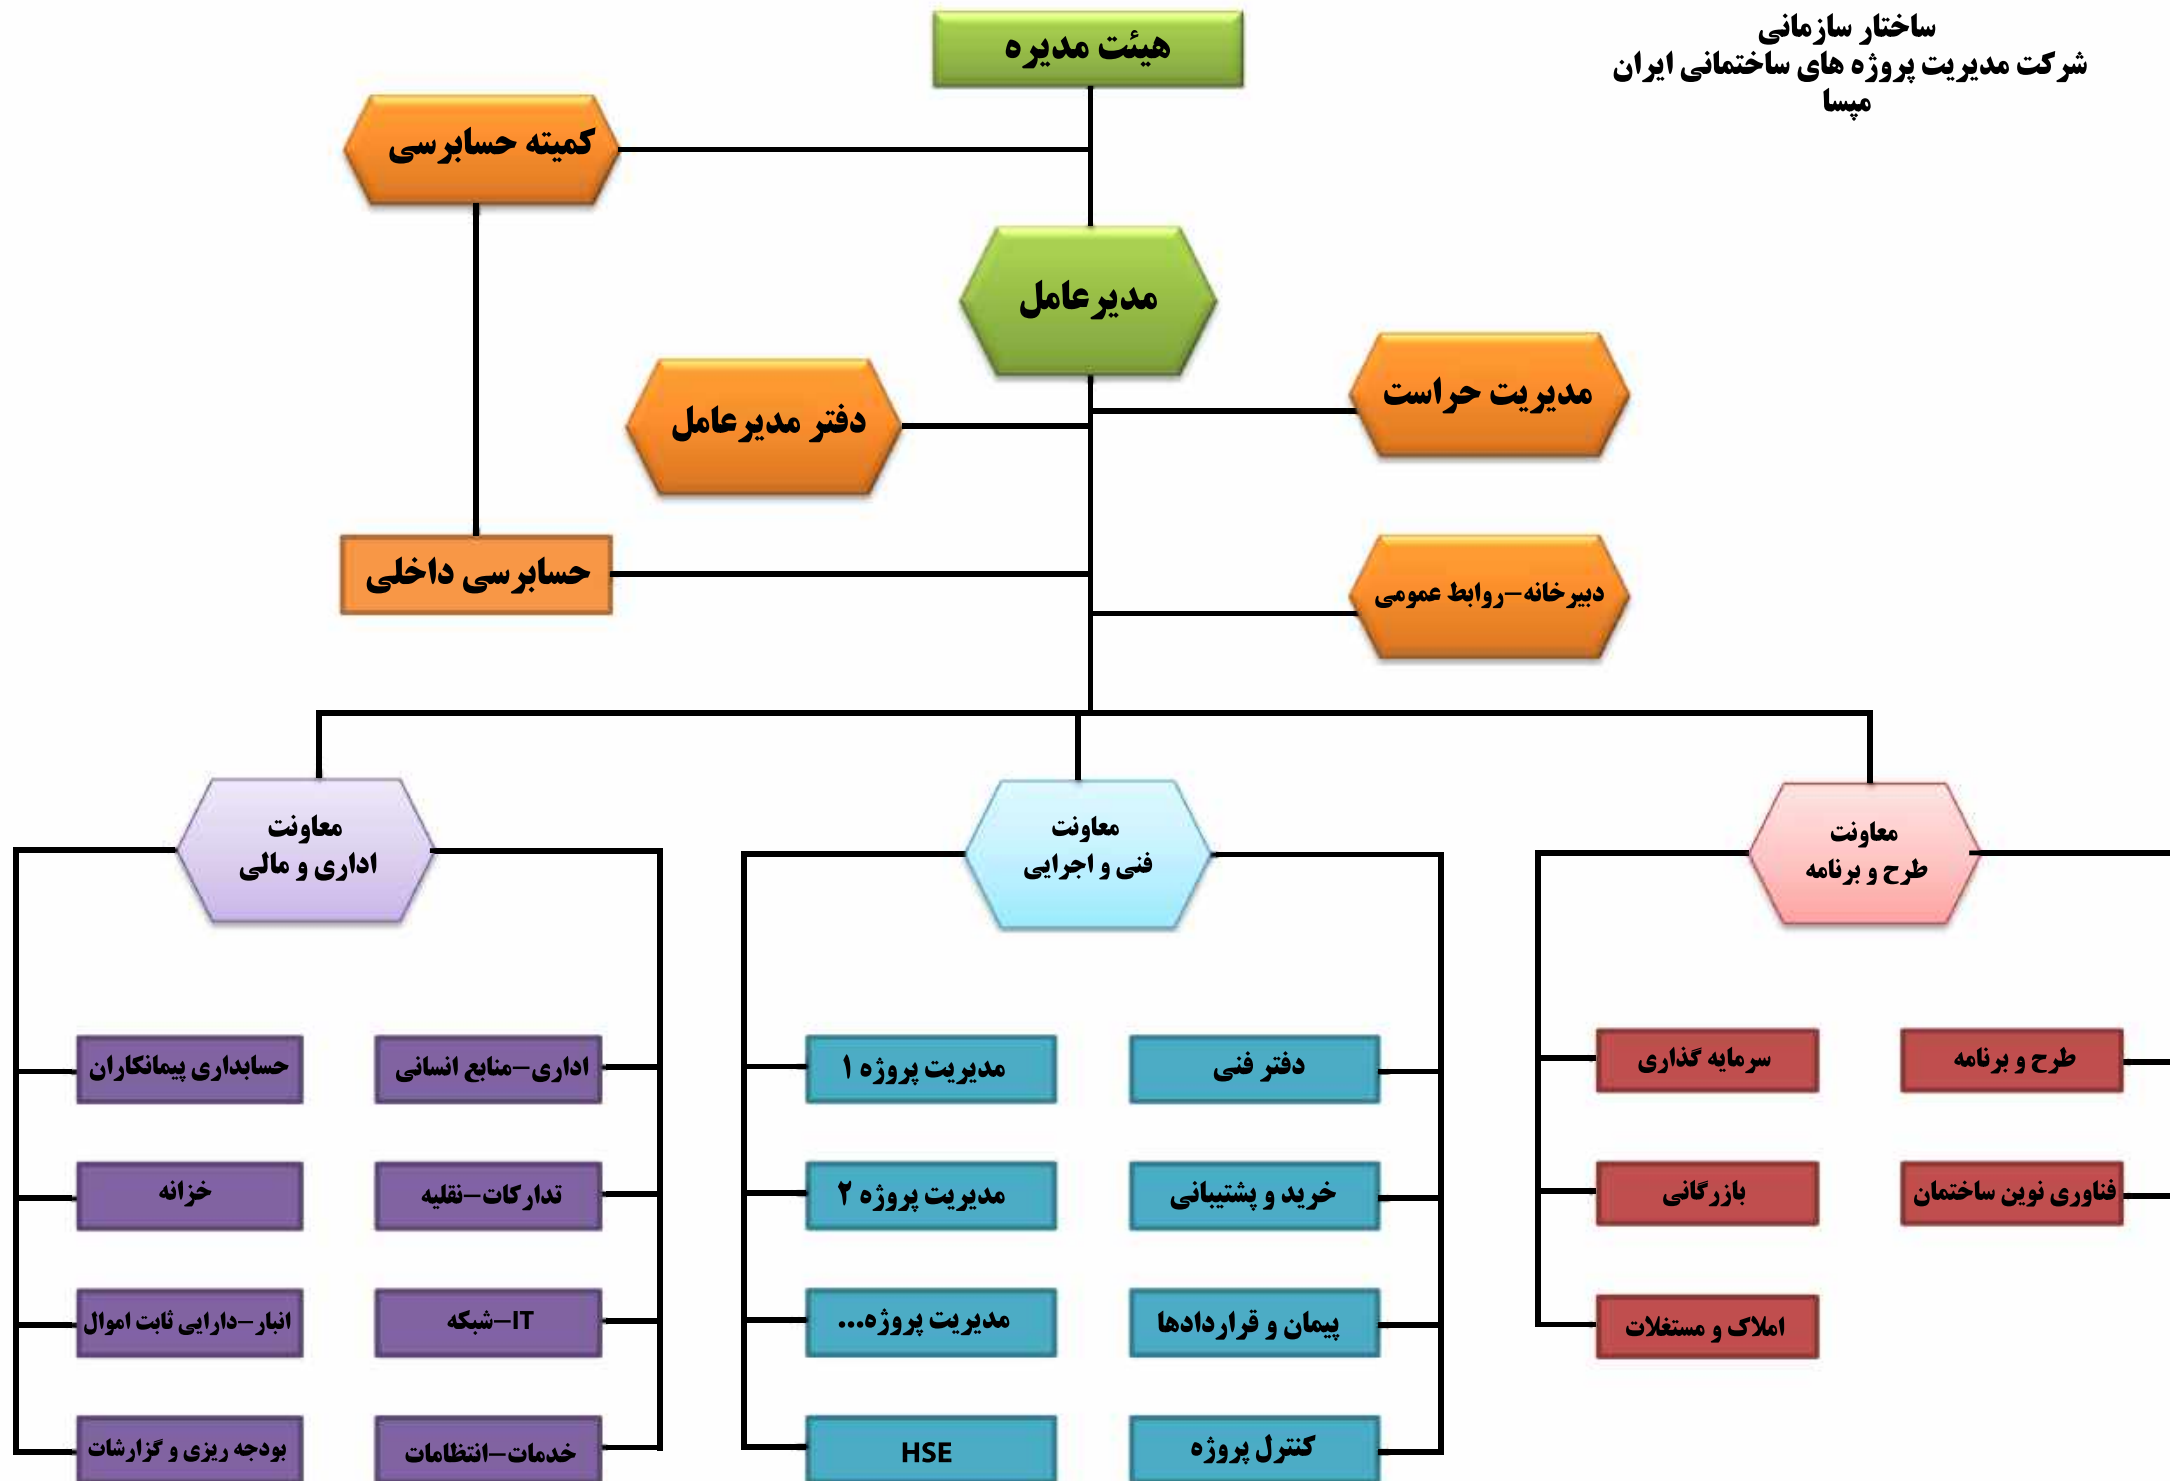 ساختار سازمانی
شرکت مدیریت پروژه های ساختمانی ایران
مپسا
هیئت مدیره
کمیته حسابرسی
مدیرعامل
مدیریت حراست
دفتر مدیرعامل
حسابرسی داخلی
دبیرخانه-روابط عمومی
معاونت
طرح و برنامه
معاونت
فنی و اجرایی
معاونت
اداری و مالی
طرح و برنامه
سرمایه گذاری
فناوری نوین ساختمان
بازرگانی
املاک و مستغلات
دفتر فنی
مدیریت پروژه ۱
خرید و پشتیبانی
مدیریت پروژه ۲
پیمان و قراردادها
مدیریت پروژه...
کنترل پروژه
HSE
اداری-منابع انسانی
حسابداری پیمانکاران
تدارکات-نقلیه
خزانه
IT-شبکه
انبار-دارایی ثابت اموال
خدمات-انتظامات
بودجه ریزی و گزارشات